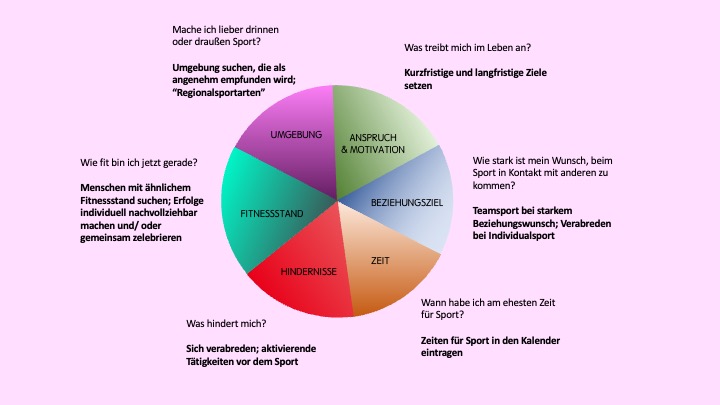 Mache ich lieber drinnen
oder draußen Sport?
Umgebung suchen, die als
angenehm empfunden wird;
“Regionalsportarten”
Was treibt mich im Leben an?
Kurzfristige und langfristige Ziele
setzen
UMGEBUNG
ANSPRUCH
& MOTIVATION
Wie fit bin ich jetzt gerade?
Menschen mit ähnlichem
Fitnessstand suchen; Erfolge
individuell nachvollziehbar
machen und/ oder
gemeinsam zelebrieren
FITNESSSTAND
BEZIEHUNGSZIEL
Wie stark ist mein Wunsch, beim
Sport in Kontakt mit anderen zu
kommen?
Teamsport bei starkem
Beziehungswunsch; Verabreden
bei Individualsport
HINDERNISSE
ZEIT
Was hindert mich?
Sich verabreden; aktivierende
Tätigkeiten vor dem Sport
Wann habe ich am ehesten Zeit
für Sport?
Zeiten für Sport in den Kalender
eintragen